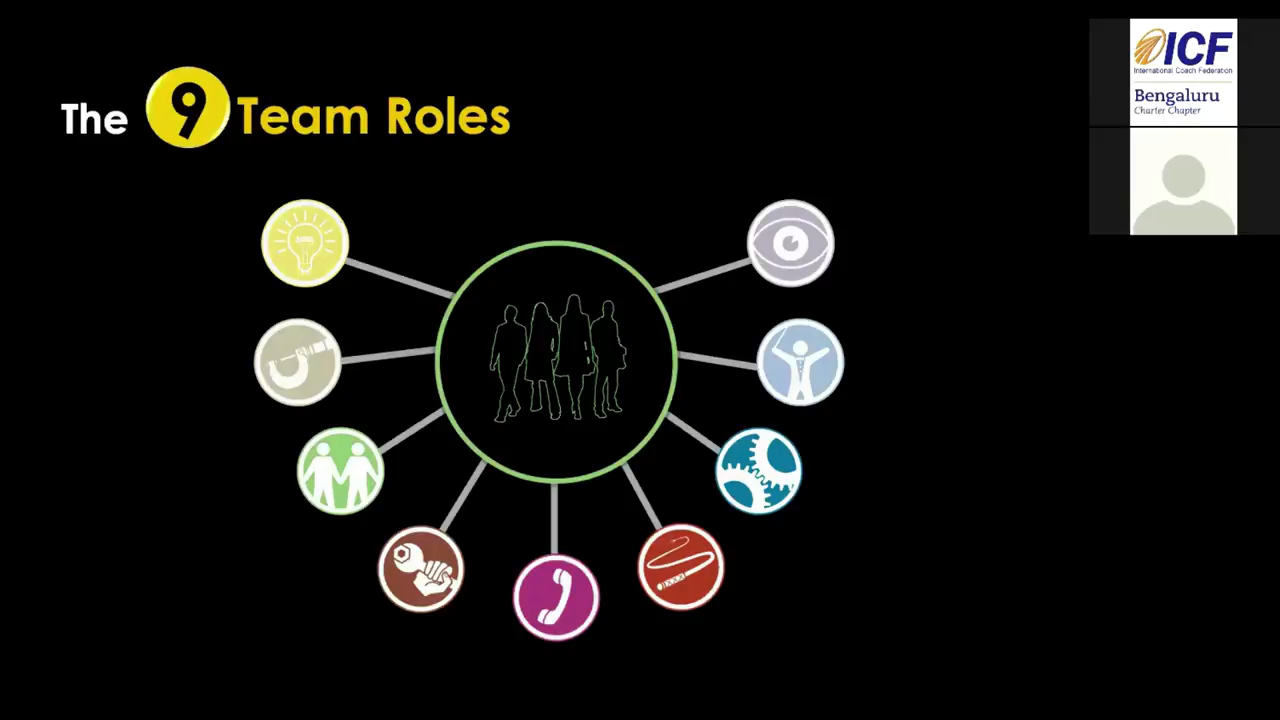 The 9 Team Roles
ICF
International Coach Federation
Bengaluru
Charter Chapter